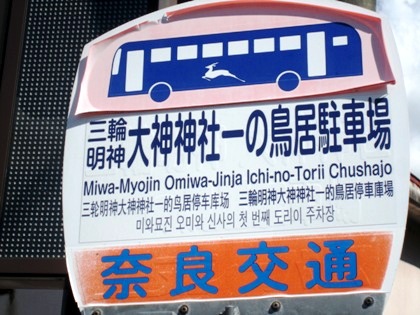 三輪明神 大神神社一の鳥居駐車場
Miwa-Myojin Omiwa-Jinja Ichi-no-Torii Chushajo
三轮明神大神神社一的鸟居停车库场 三輪明神大神神社一的鳥居停車庫場
미와묘진 오미와 신사의 첫 번째 도리이 주차장
奈良交通